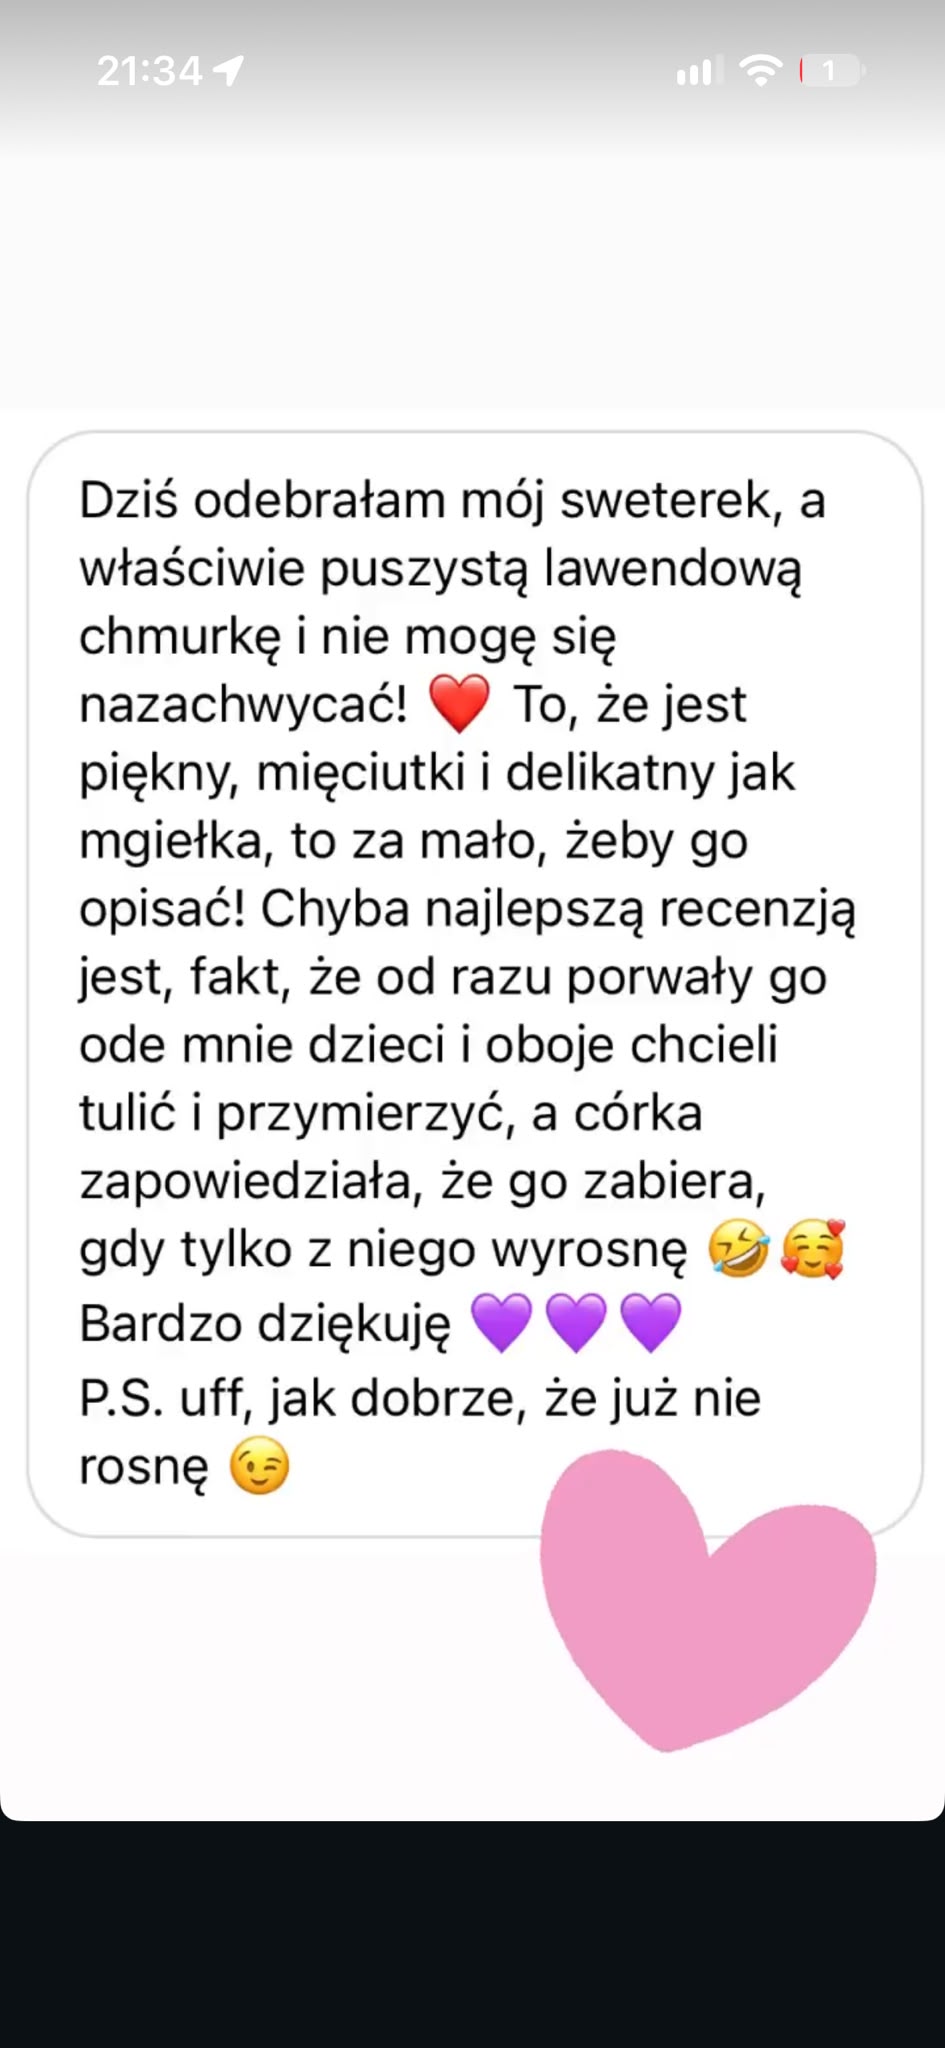 21:34
1
Dziś odebrałam mój sweterek, a
właściwie puszystą lawendową
chmurkę i nie mogę się
nazachwycać! ❤️ To, że jest
piękny, mięciutki i delikatny jak
mgiełka, to za mało, żeby go
opisać! Chyba najlepszą recenzją
jest, fakt, że od razu porwały go
ode mnie dzieci i oboje chcieli
tulić i przymierzyć, a córka
zapowiedziała, że go zabiera,
gdy tylko z niego wyrosnę 🤣🥰
Bardzo dziękuję 💜💜💜
P.S. uff, jak dobrze, że już nie
rosnę 😉